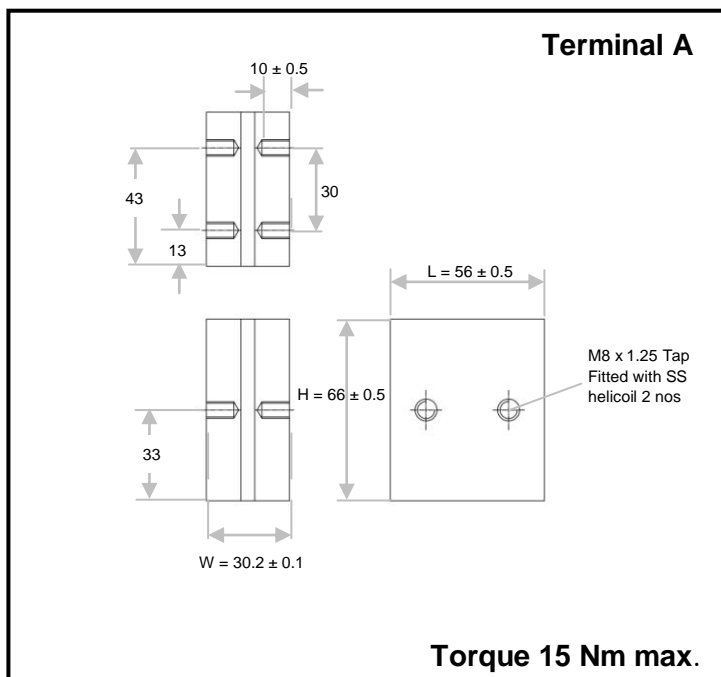 Terminal A
10 ± 0.5
43
30
13
L = 56 ± 0.5
M8 x 1.25 Tap
Fitted with SS
helicoil 2 nos
H = 66 ± 0.5
33
W = 30.2 ± 0.1
Torque 15 Nm max.